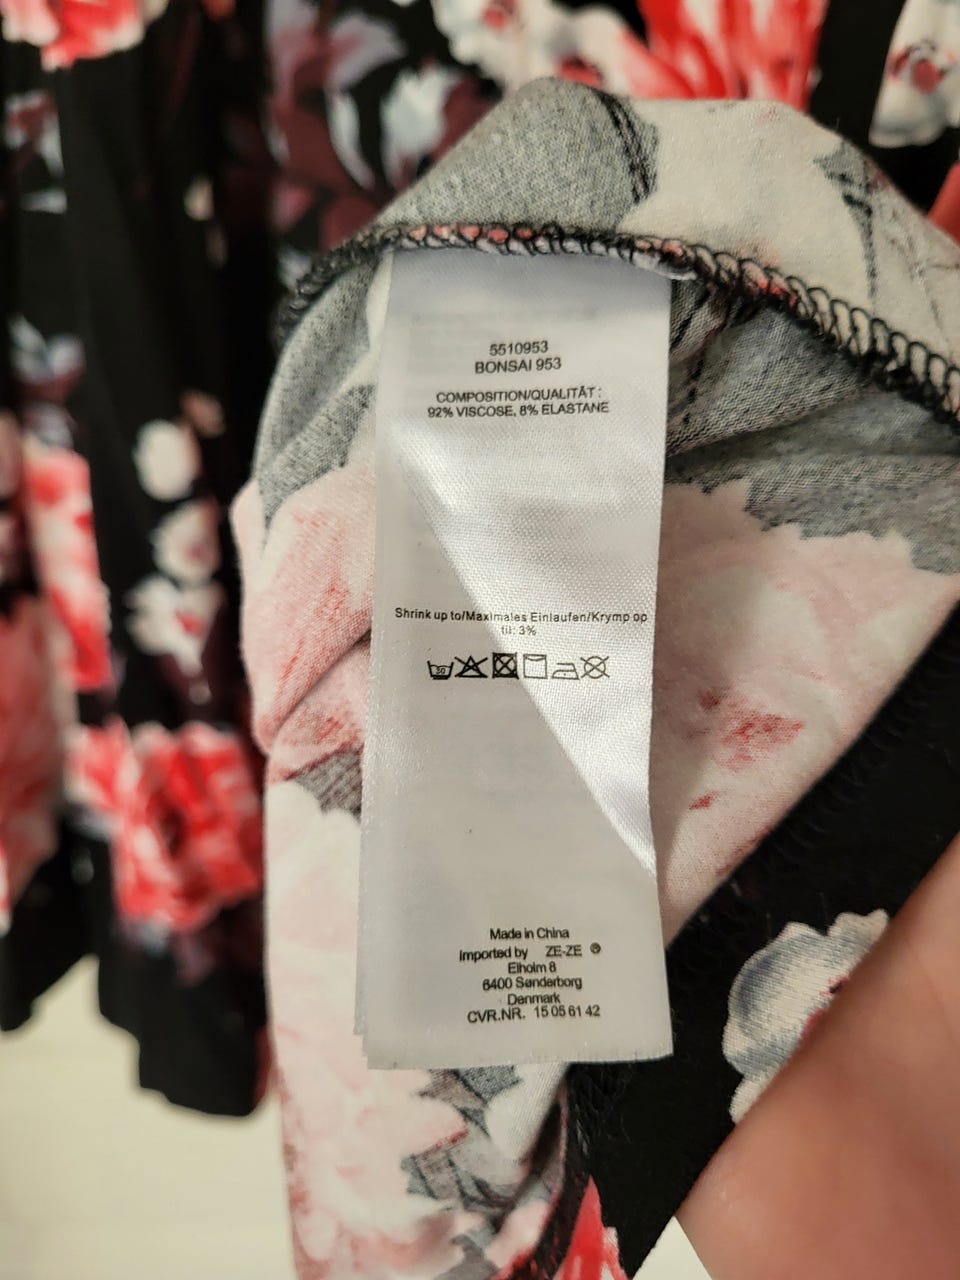 5510953
BONSAI 953
COMPOSITION/QUALITÄT :
92% VISCOSE, 8% ELASTANE
Shrink up to/Maximales Einlaufen/Krymp op
til: 3%
30
Made in China
Imported by ZE-ZE ®
Elholm 8
6400 Sønderborg
Denmark
CVR.NR. 15 05 61 42